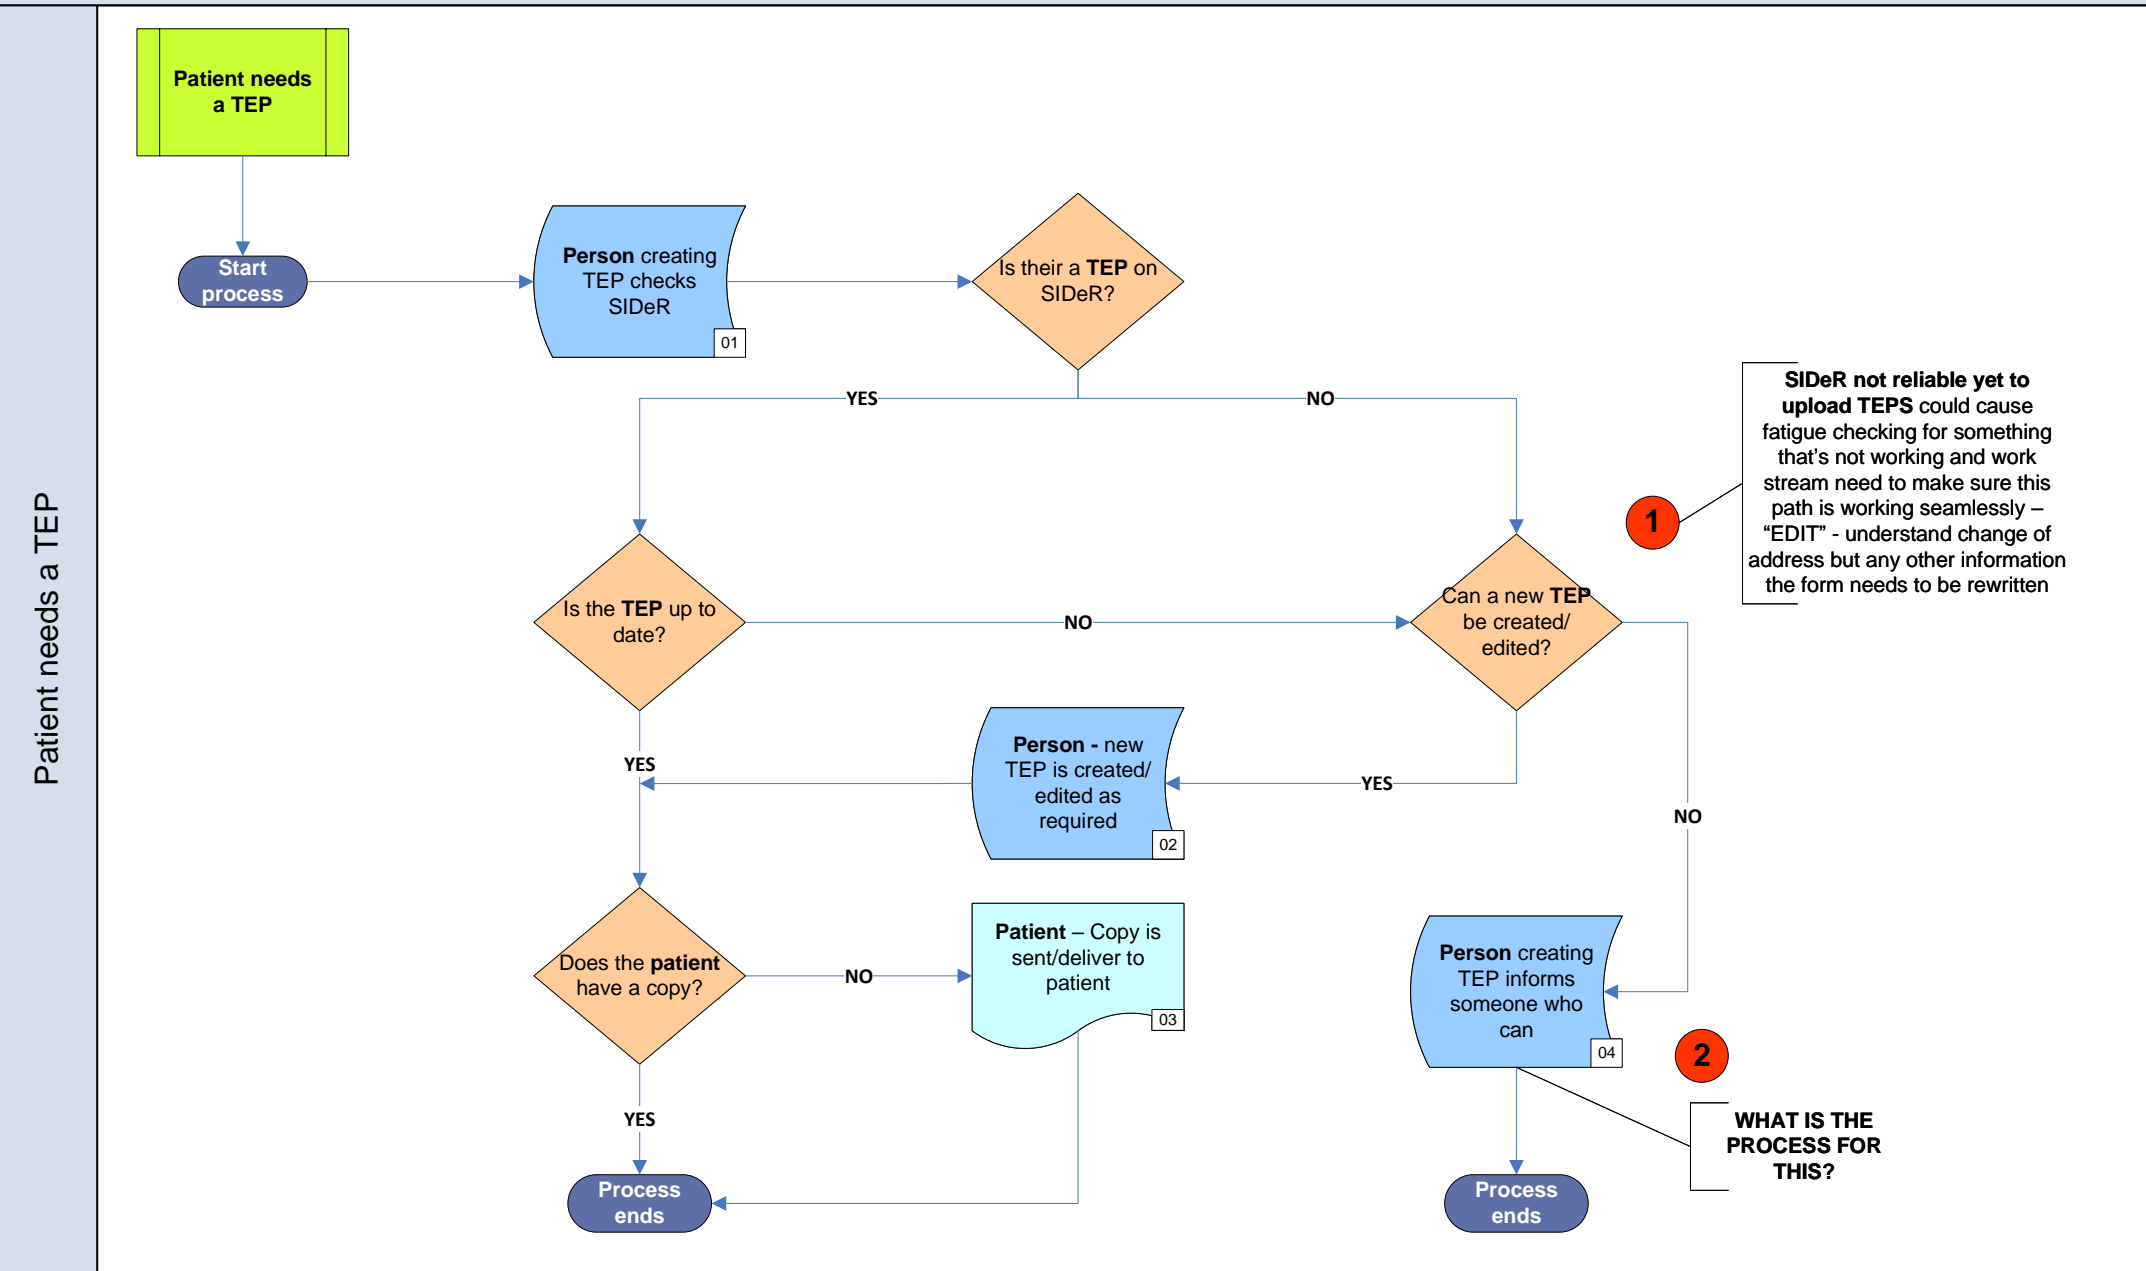 Patient needs a TEP
Patient needs
a TEP
Start
process
Person creating
TEP checks
SIDeR
01
Is their a TEP on
SIDeR?
YES
NO
SIDeR not reliable yet to
upload TEPS could cause
fatigue checking for something
that’s not working and work
stream need to make sure this
path is working seamlessly –
“EDIT” - understand change of
address but any other information
the form needs to be rewritten
1
Is the TEP up to
date?
NO
Can a new TEP
be created/
edited?
YES
Person - new
TEP is created/
edited as
required
02
YES
NO
Does the patient
have a copy?
NO
Patient – Copy is
sent/deliver to
patient
03
Person creating
TEP informs
someone who
can
04
2
YES
WHAT IS THE
PROCESS FOR
THIS?
Process
ends
Process
ends